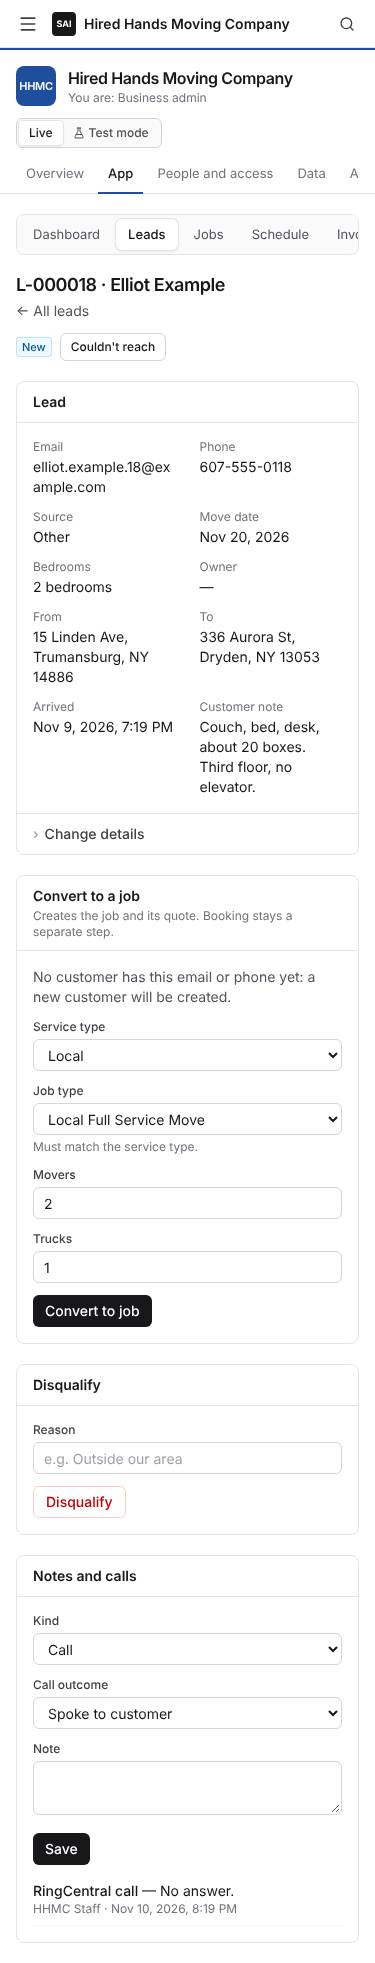 SAI Hired Hands Moving Company
HHMC
Hired Hands Moving Company
You are: Business admin
Live Test mode
Overview App People and access Data A
Dashboard Leads Jobs Schedule Invo
L-000018 · Elliot Example
← All leads
New Couldn't reach
Lead
Email
elliot.example.18@ex
ample.com
Phone
607-555-0118
Source
Other
Move date
Nov 20, 2026
Bedrooms
2 bedrooms
Owner
—
From
15 Linden Ave,
Trumansburg, NY
14886
To
336 Aurora St,
Dryden, NY 13053
Arrived
Nov 9, 2026, 7:19 PM
Customer note
Couch, bed, desk,
about 20 boxes.
Third floor, no
elevator.
› Change details
Convert to a job
Creates the job and its quote. Booking stays a
separate step.
No customer has this email or phone yet: a
new customer will be created.
Service type
Local
Job type
Local Full Service Move
Must match the service type.
Movers
2
Trucks
1
Convert to job
Disqualify
Reason
e.g. Outside our area
Disqualify
Notes and calls
Kind
Call
Call outcome
Spoke to customer
Note
Save
RingCentral call — No answer.
HHMC Staff · Nov 10, 2026, 8:19 PM